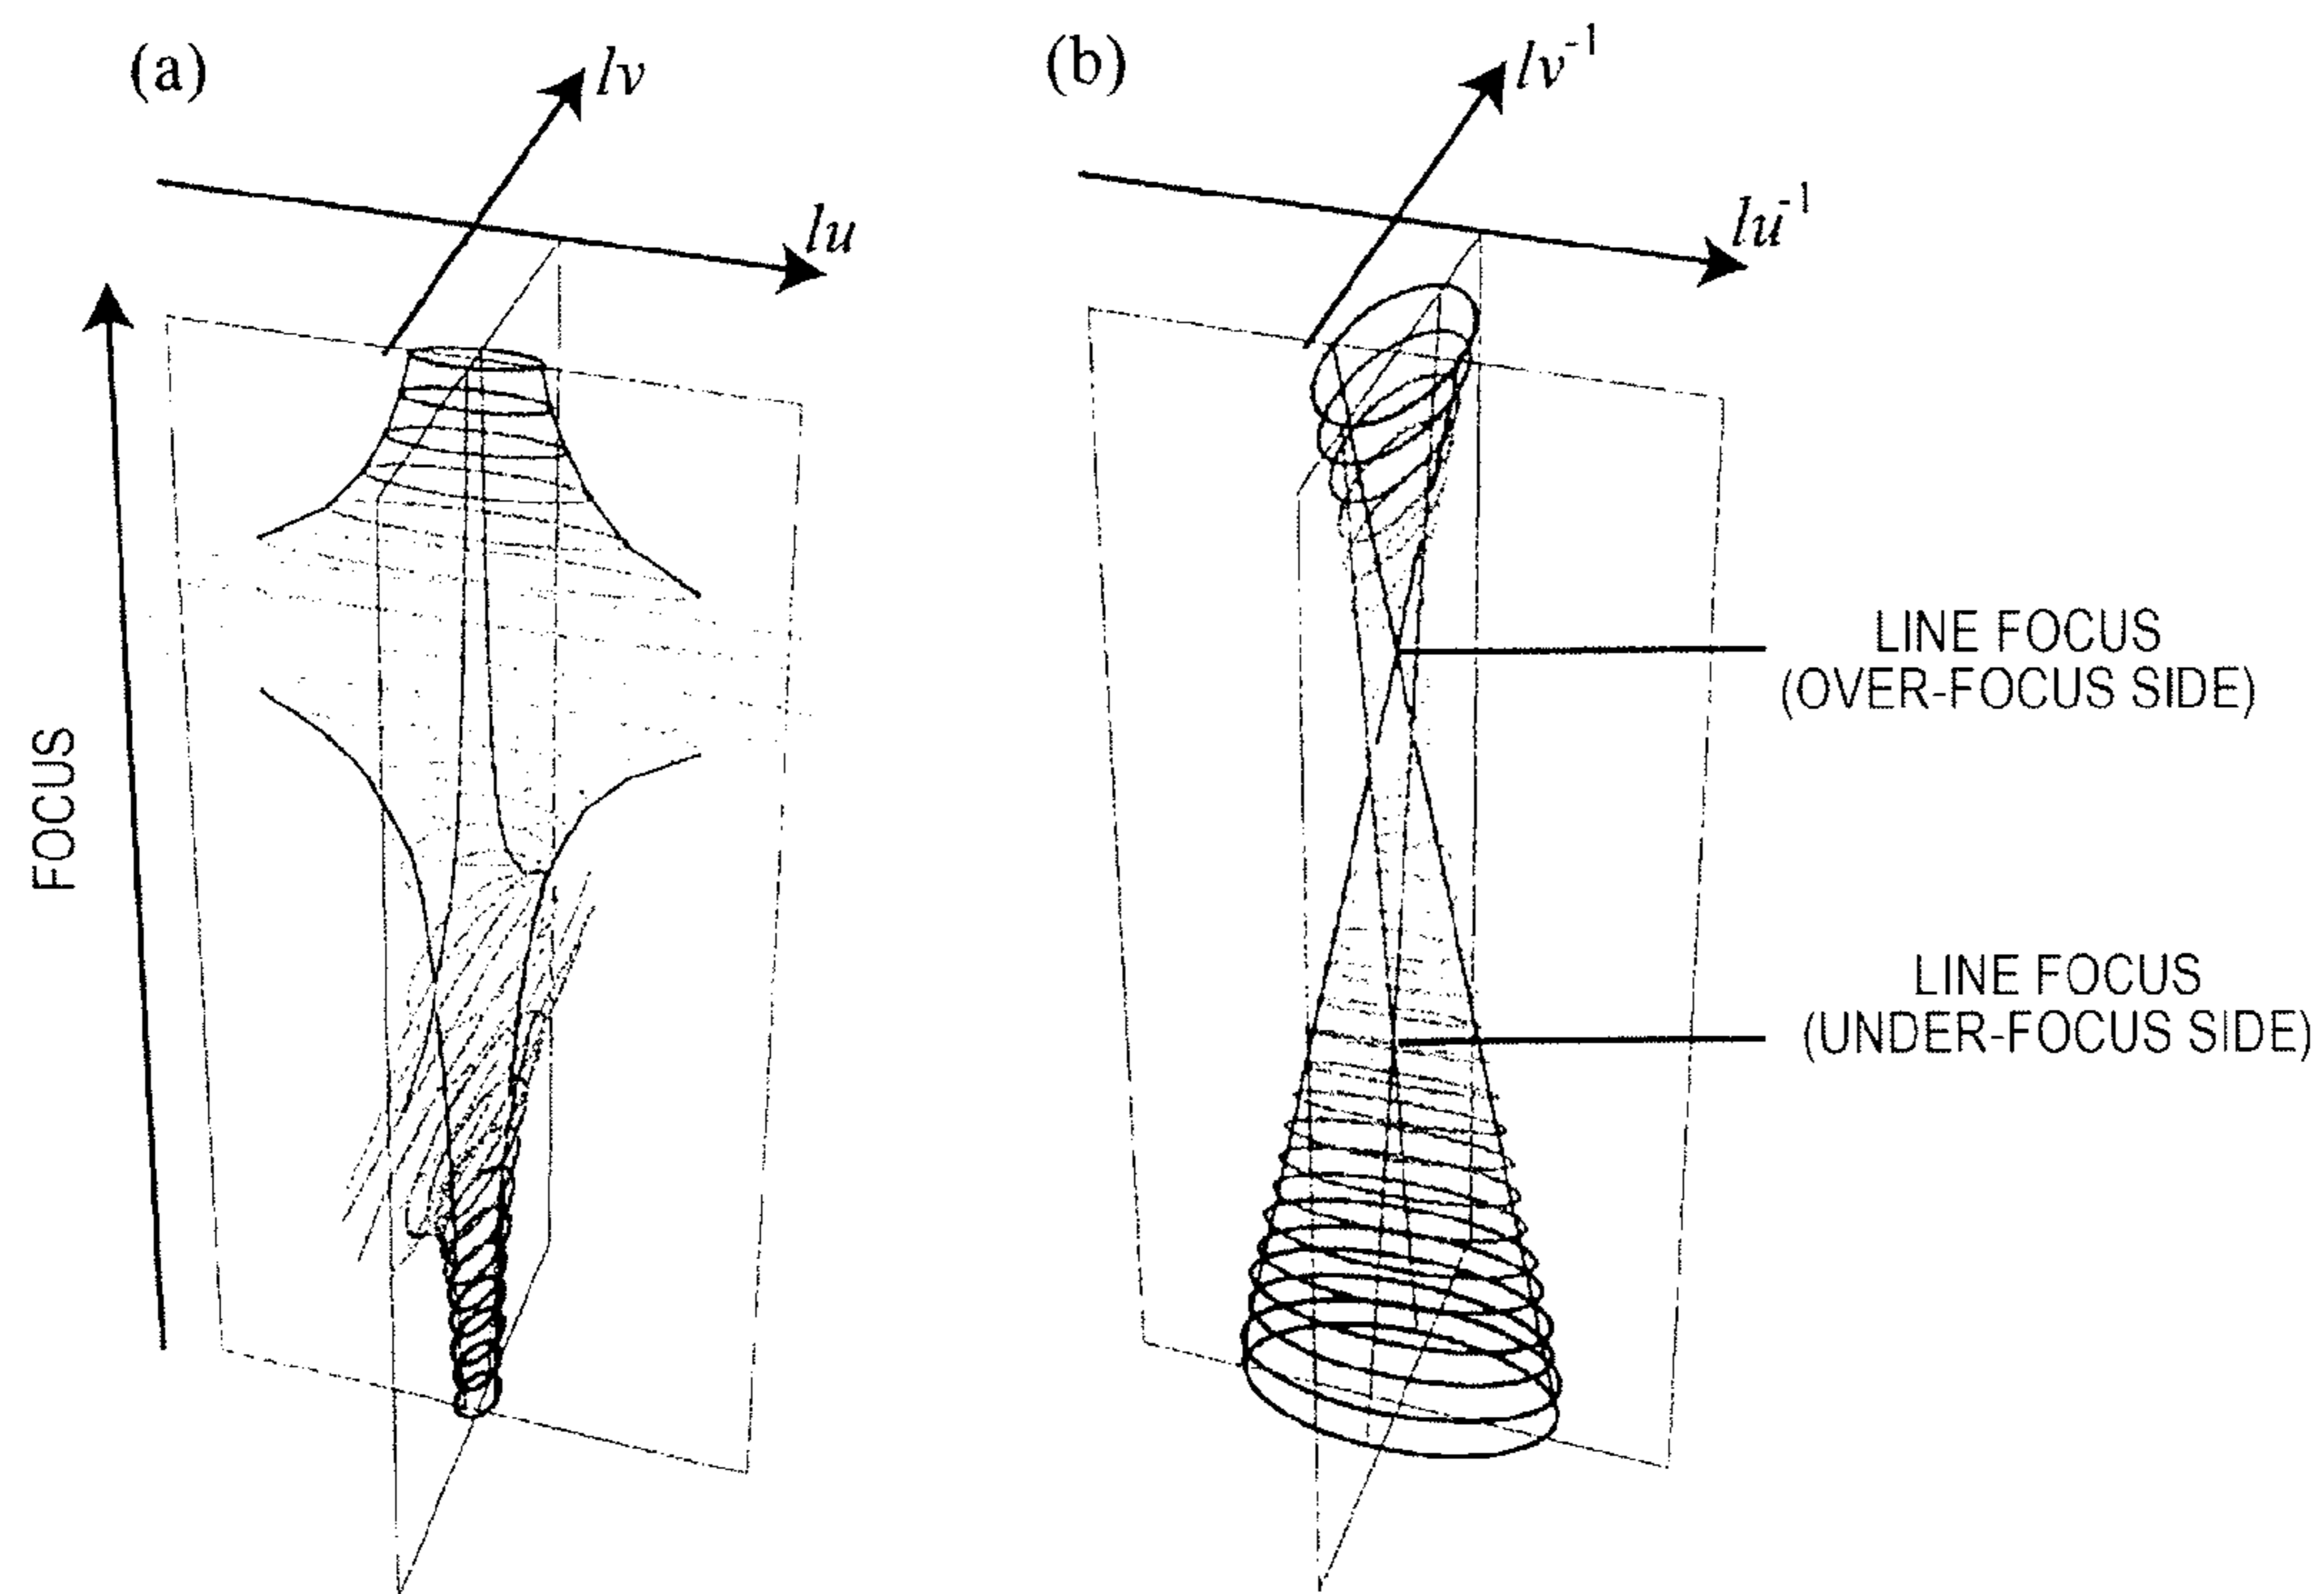 (a)
lv
lu
FOCUS
(b)
lv⁻¹
lu⁻¹
LINE FOCUS
(OVER-FOCUS SIDE)
LINE FOCUS
(UNDER-FOCUS SIDE)